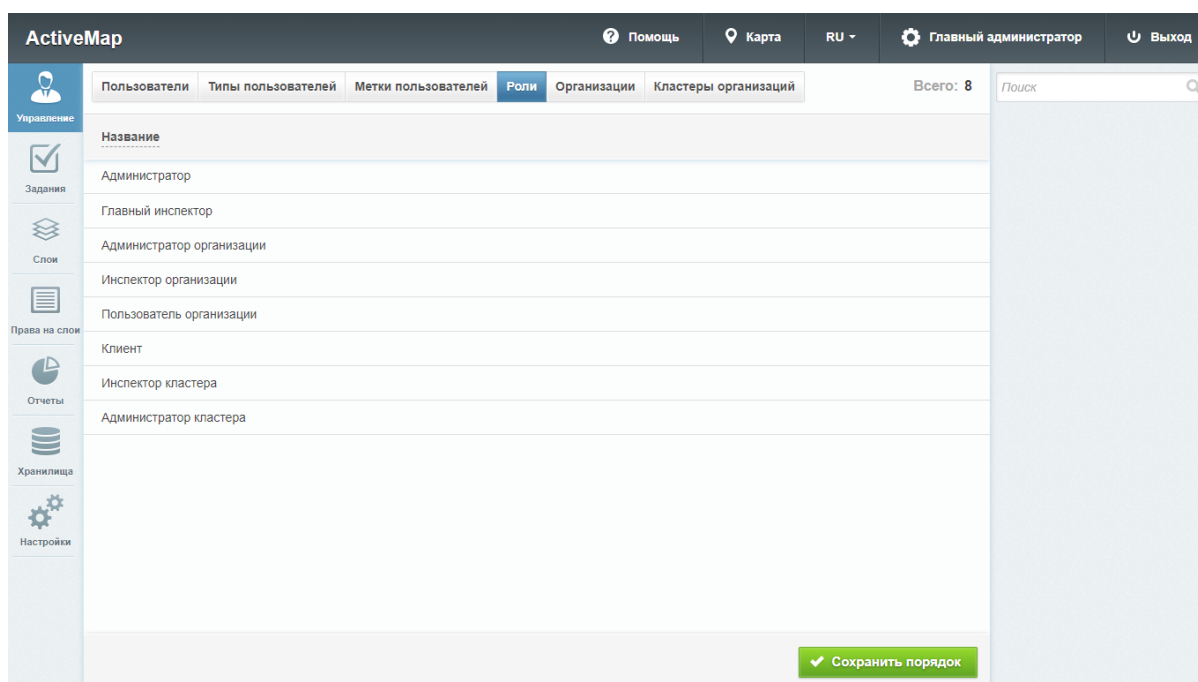 ActiveMap
Помощь
Карта
RU
Главный администратор
Выход
Управление
Задания
Слои
Права на слои
Отчеты
Хранилища
Настройки
Пользователи Типы пользователей Метки пользователей Роли Организации Кластеры организаций
Всего: 8
Поиск
Название
Администратор
Главный инспектор
Администратор организации
Инспектор организации
Пользователь организации
Клиент
Инспектор кластера
Администратор кластера
Сохранить порядок